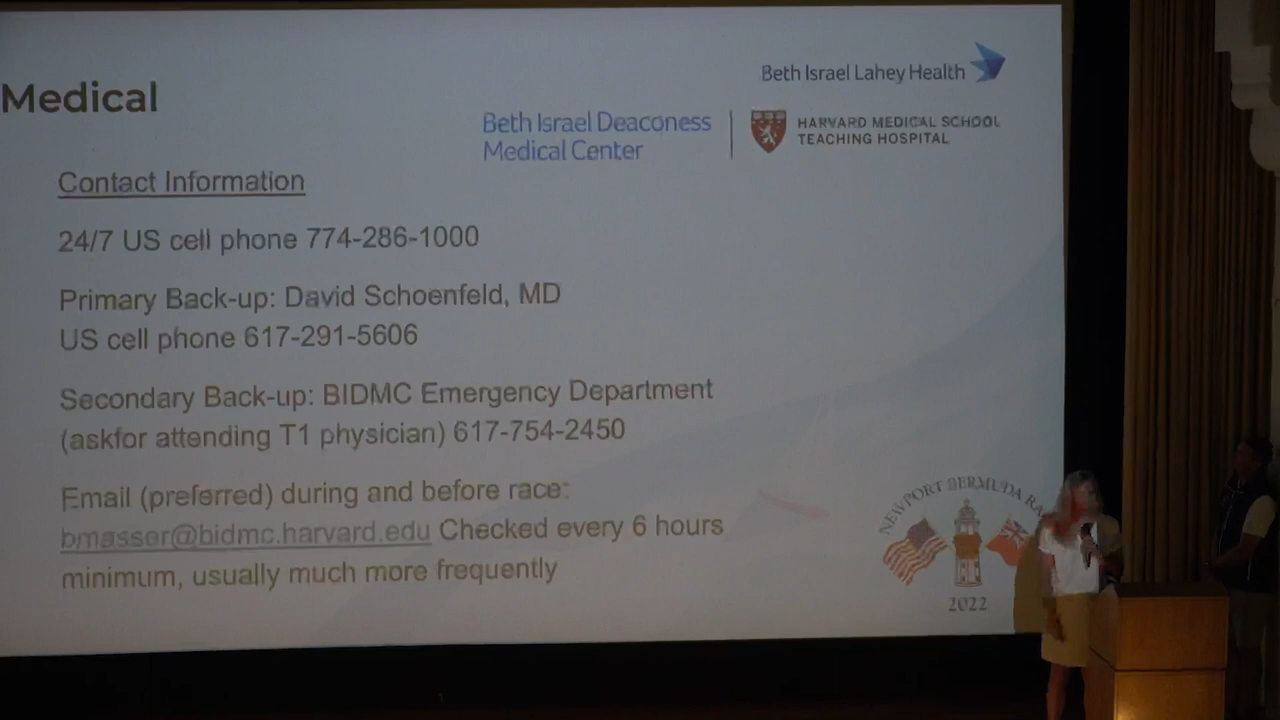 Medical
Beth Israel Lahey Health
Beth Israel Deaconess
Medical Center
HARVARD MEDICAL SCHOOL
TEACHING HOSPITAL
Contact Information
24/7 US cell phone 774-286-1000
Primary Back-up: David Schoenfeld, MD
US cell phone 617-291-5606
Secondary Back-up: BIDMC Emergency Department
(askfor attending T1 physician) 617-754-2450
Email (preferred) during and before race:
bmasser@bidmc.harvard.edu Checked every 6 hours
minimum, usually much more frequently
NEWPORT BERMUDA
2022